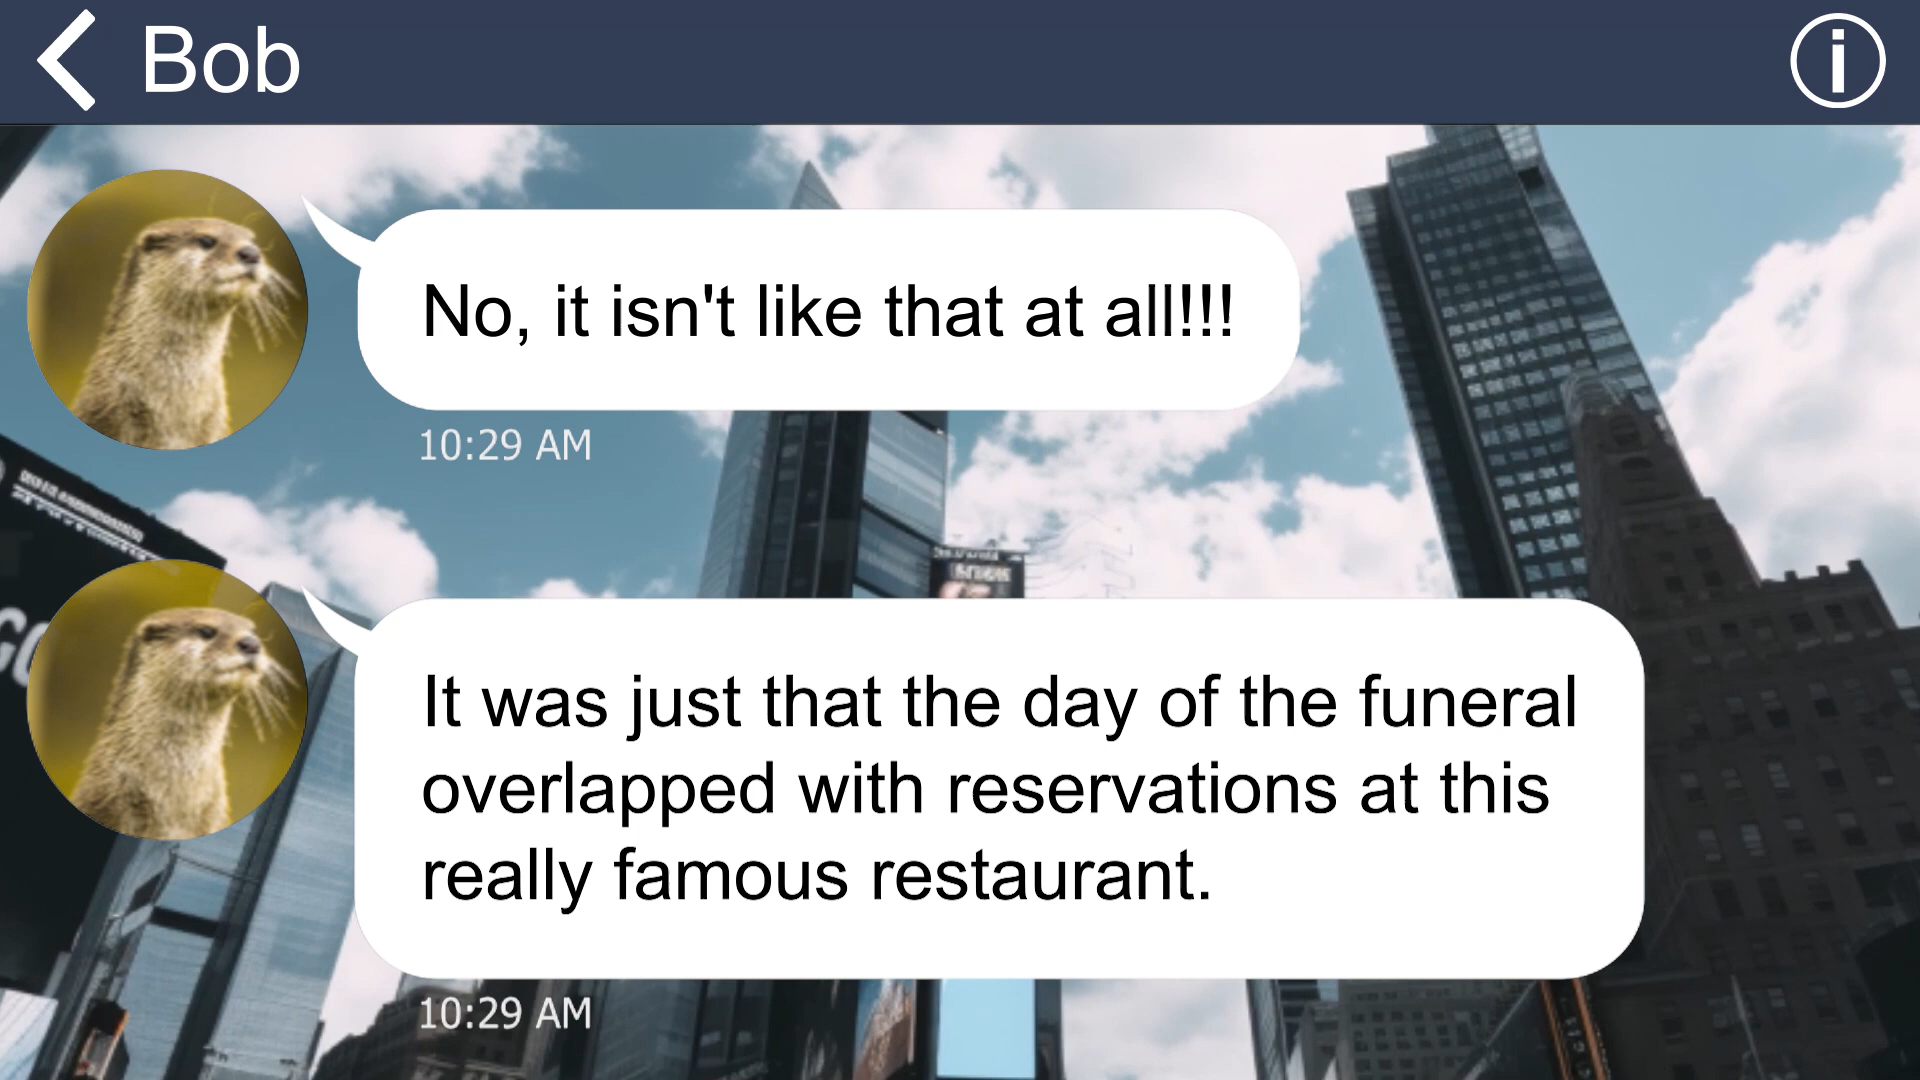 Bob
No, it isn't like that at all!!!
10:29 AM
It was just that the day of the funeral
overlapped with reservations at this
really famous restaurant.
10:29 AM